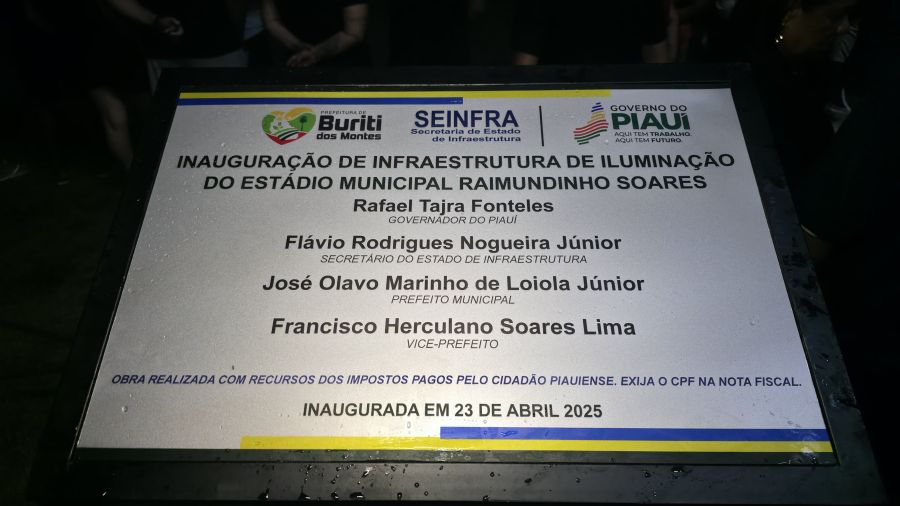 PREFEITURA DE
Buriti
dos Montes
SEINFRA
Secretaria de Estado
de Infraestrutura
GOVERNO DO
PIAUÍ
AQUI TEM TRABALHO.
AQUI TEM FUTURO.
INAUGURAÇÃO DE INFRAESTRUTURA DE ILUMINAÇÃO
DO ESTÁDIO MUNICIPAL RAIMUNDINHO SOARES
Rafael Tajra Fonteles
GOVERNADOR DO PIAUÍ
Flávio Rodrigues Nogueira Júnior
SECRETÁRIO DO ESTADO DE INFRAESTRUTURA
José Olavo Marinho de Loiola Júnior
PREFEITO MUNICIPAL
Francisco Herculano Soares Lima
VICE-PREFEITO
OBRA REALIZADA COM RECURSOS DOS IMPOSTOS PAGOS PELO CIDADÃO PIAUIENSE. EXIJA O CPF NA NOTA FISCAL.
INAUGURADA EM 23 DE ABRIL 2025